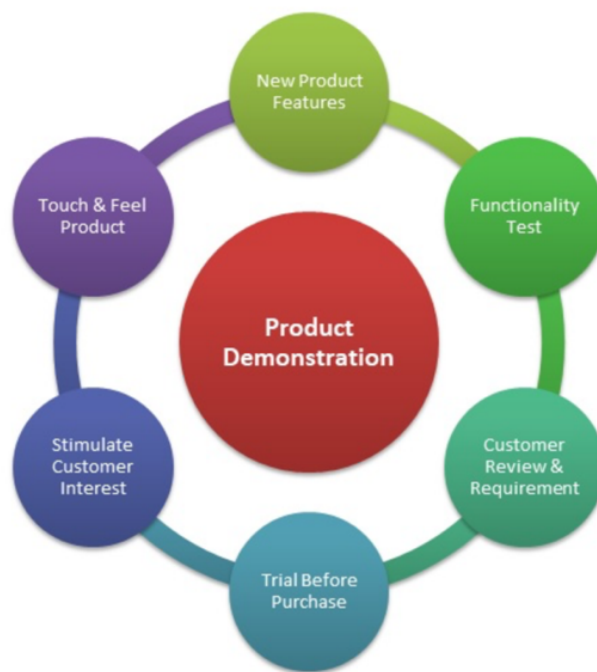 New Product
Features
Functionality
Test
Customer
Review &
Requirement
Trial Before
Purchase
Stimulate
Customer
Interest
Touch & Feel
Product
Product
Demonstration